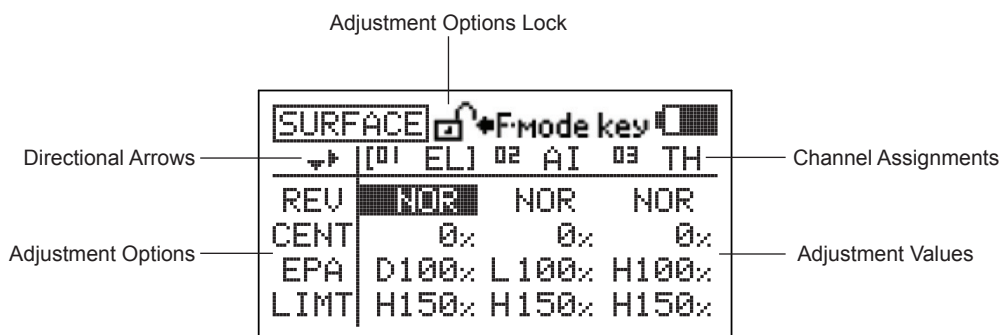 Adjustment Options Lock
SURFACE F·MODE key
Directional Arrows [01 EL] 02 AI 03 TH Channel Assignments
REV NOR NOR NOR
CENT 0% 0% 0%
Adjustment Options Adjustment Values
EPA D100% L100% H100%
LIMT H150% H150% H150%